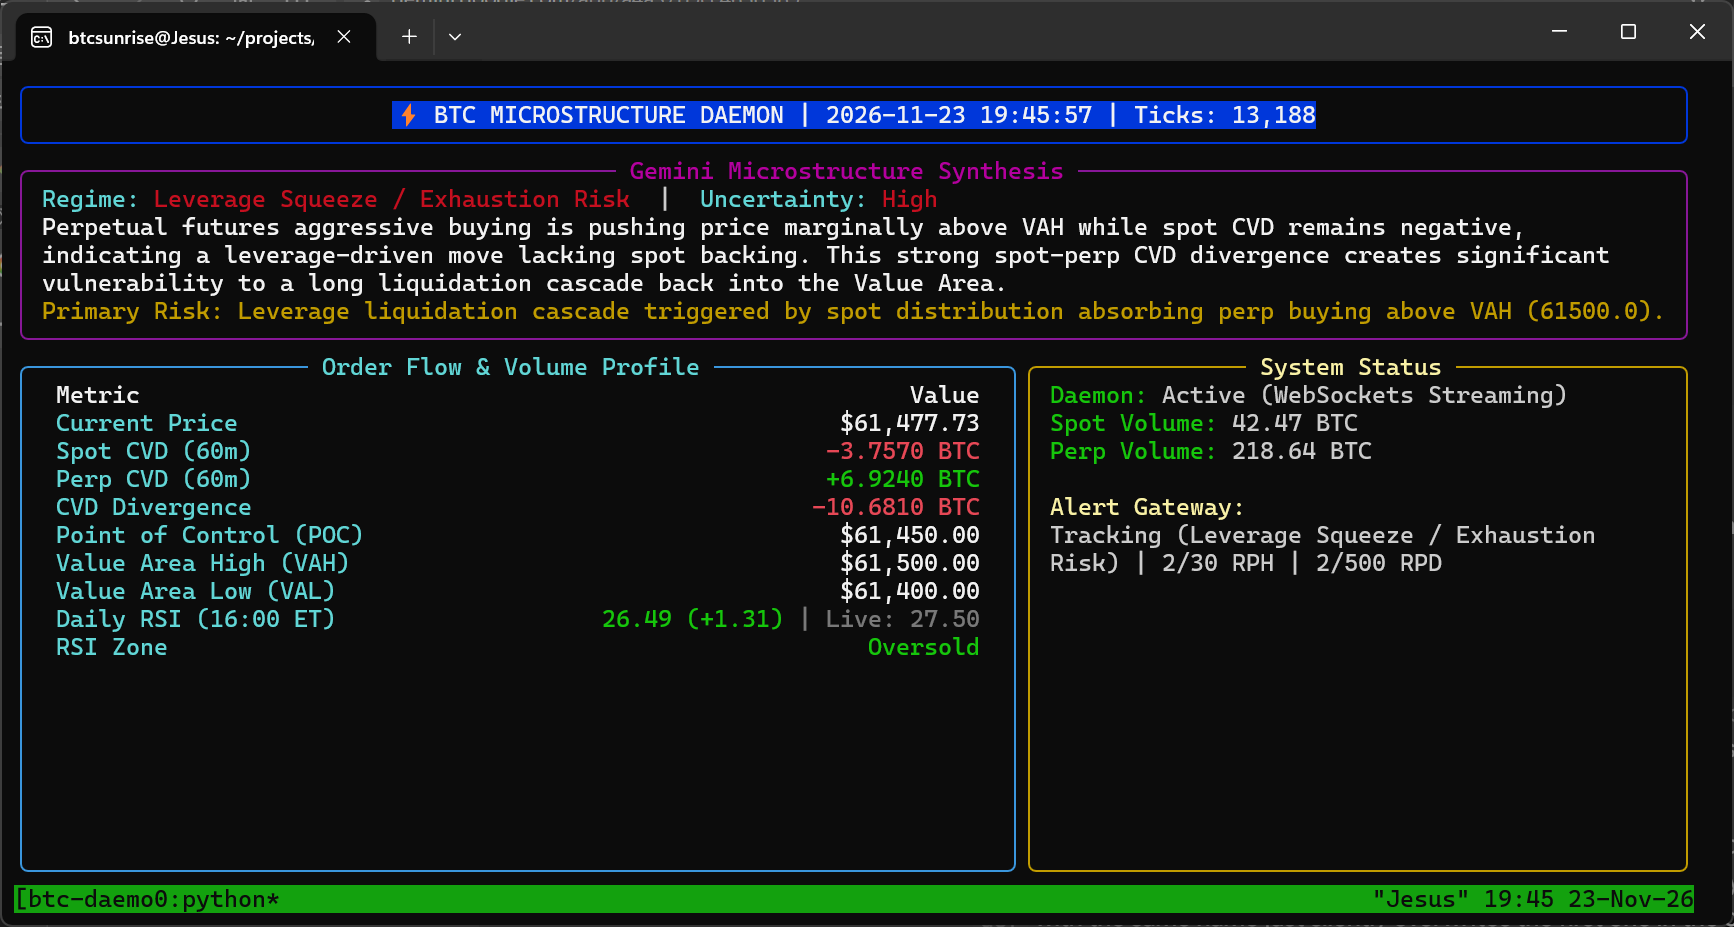 btcsunrise@Jesus: ~/projects/
⚡ BTC MICROSTRUCTURE DAEMON | 2026-11-23 19:45:57 | Ticks: 13,188
Gemini Microstructure Synthesis
Regime: Leverage Squeeze / Exhaustion Risk | Uncertainty: High
Perpetual futures aggressive buying is pushing price marginally above VAH while spot CVD remains negative,
indicating a leverage-driven move lacking spot backing. This strong spot-perp CVD divergence creates significant
vulnerability to a long liquidation cascade back into the Value Area.
Primary Risk: Leverage liquidation cascade triggered by spot distribution absorbing perp buying above VAH (61500.0).
Order Flow & Volume Profile
Metric Value
Current Price $61,477.73
Spot CVD (60m) -3.7570 BTC
Perp CVD (60m) +6.9240 BTC
CVD Divergence -10.6810 BTC
Point of Control (POC) $61,450.00
Value Area High (VAH) $61,500.00
Value Area Low (VAL) $61,400.00
Daily RSI (16:00 ET) 26.49 (+1.31) | Live: 27.50
RSI Zone Oversold
System Status
Daemon: Active (WebSockets Streaming)
Spot Volume: 42.47 BTC
Perp Volume: 218.64 BTC
Alert Gateway:
Tracking (Leverage Squeeze / Exhaustion
Risk) | 2/30 RPH | 2/500 RPD
[btc-daemo0:python* "Jesus" 19:45 23-Nov-26